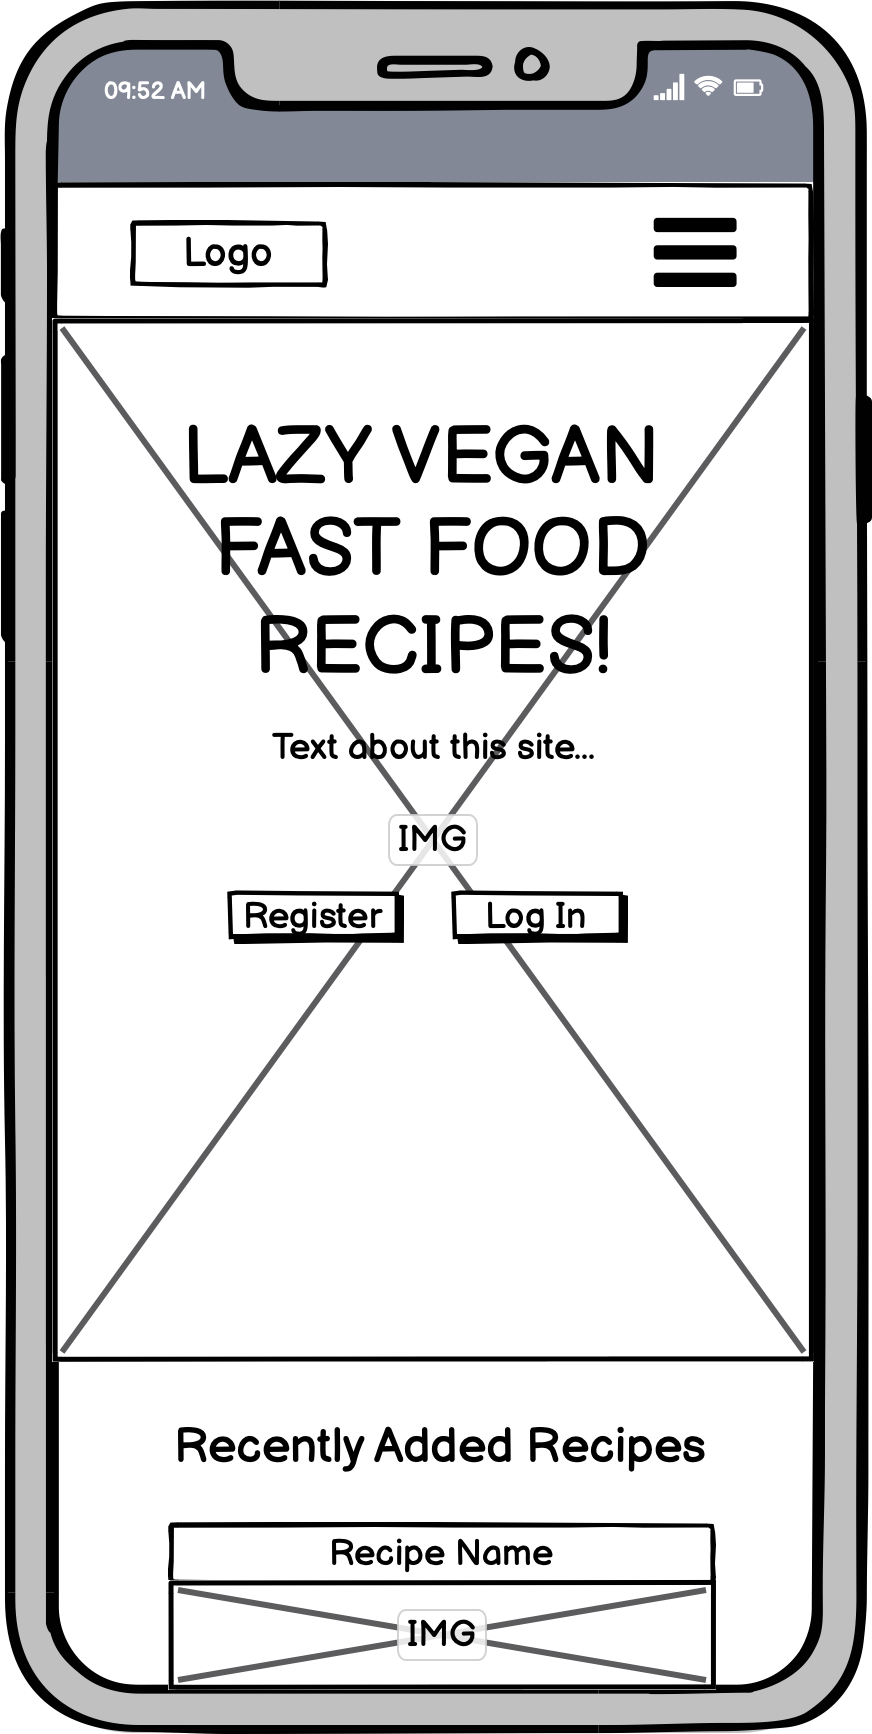 09:52 AM
Logo
LAZY VEGAN
FAST FOOD
RECIPES!
Text about this site...
IMG
Register Log In
Recently Added Recipes
Recipe Name
IMG